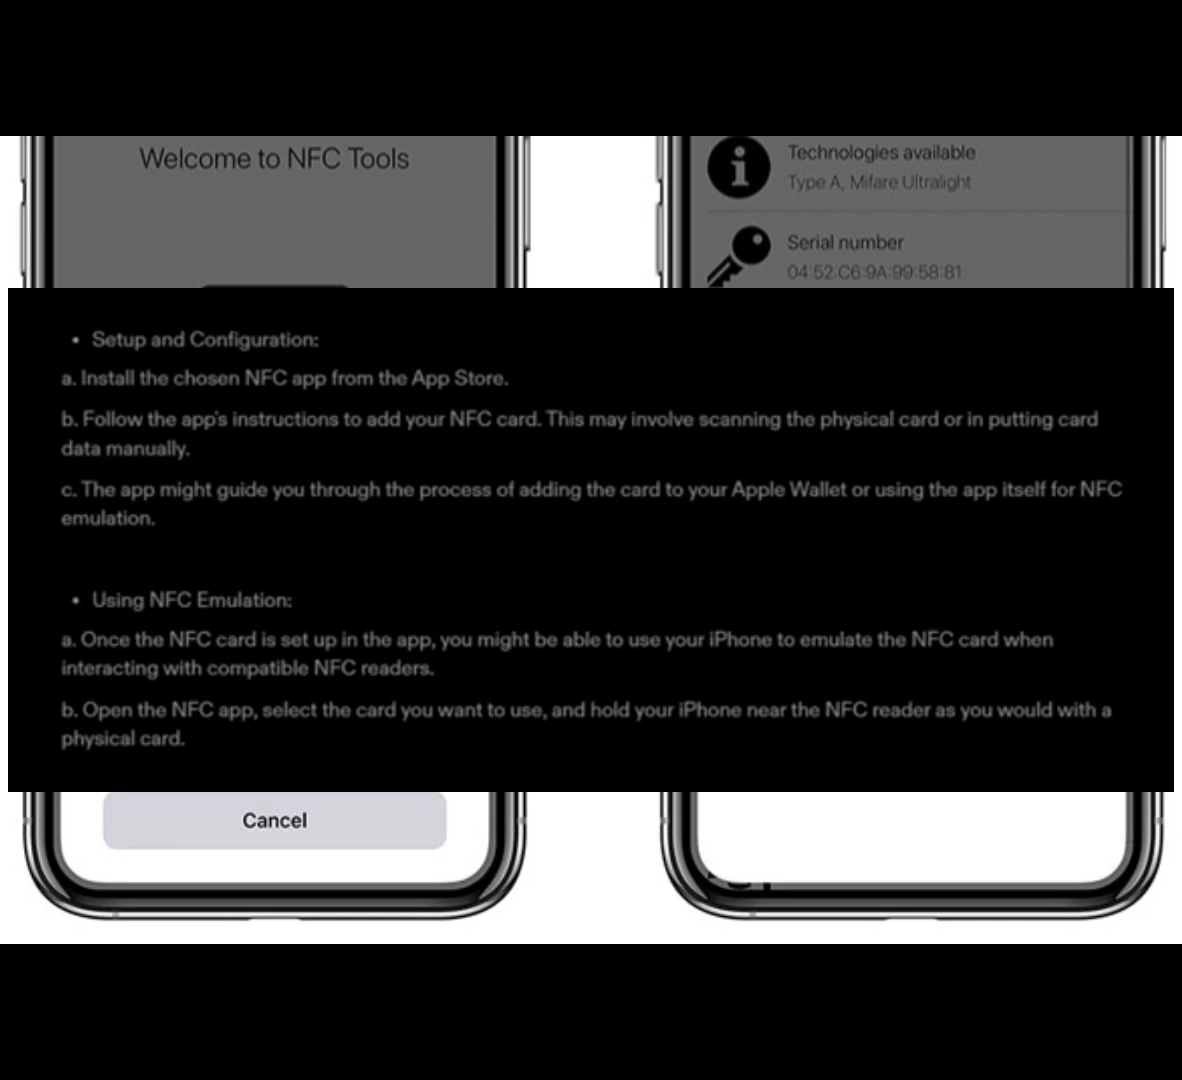 Welcome to NFC Tools
Technologies available
Type A, Mifare Ultralight
Serial number
04:52:C6:9A:99:58:81
• Setup and Configuration:
a. Install the chosen NFC app from the App Store.
b. Follow the app's instructions to add your NFC card. This may involve scanning the physical card or in putting card
data manually.
c. The app might guide you through the process of adding the card to your Apple Wallet or using the app itself for NFC
emulation.
• Using NFC Emulation:
a. Once the NFC card is set up in the app, you might be able to use your iPhone to emulate the NFC card when
interacting with compatible NFC readers.
b. Open the NFC app, select the card you want to use, and hold your iPhone near the NFC reader as you would with a
physical card.
Cancel